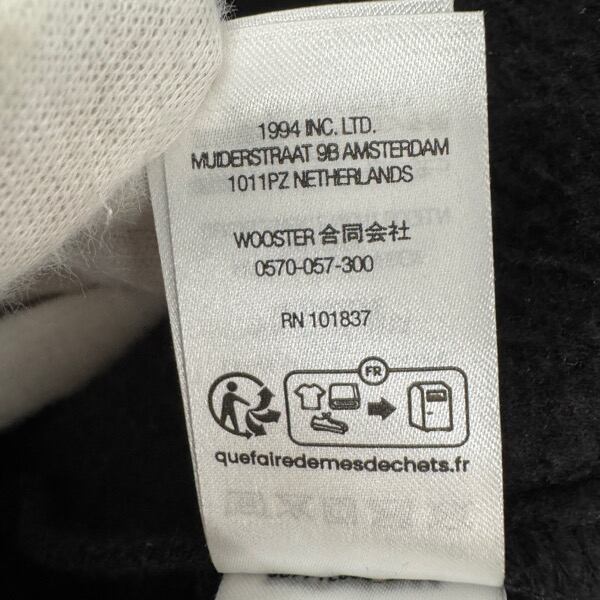 1994 INC. LTD.
MUIDERSTRAAT 9B AMSTERDAM
1011PZ NETHERLANDS
WOOSTER 合同会社
0570-057-300
RN 101837
FR
quefairedemesdechets.fr